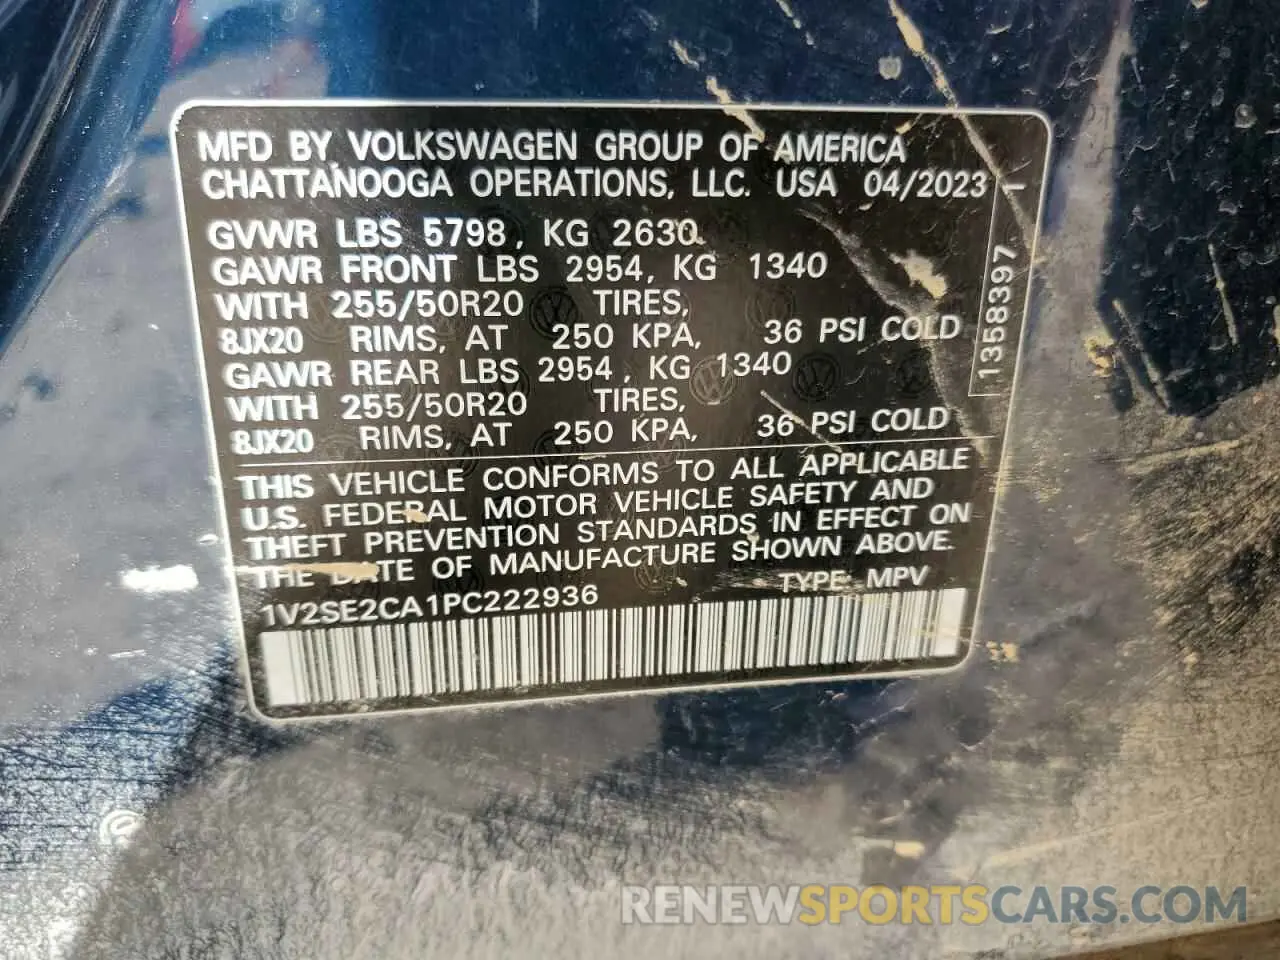 MFD BY VOLKSWAGEN GROUP OF AMERICA
CHATTANOOGA OPERATIONS, LLC. USA 04/2023
GVWR LBS 5798, KG 2630
GAWR FRONT LBS 2954, KG 1340
WITH 255/50R20 TIRES,
8JX20 RIMS, AT 250 KPA, 36 PSI COLD
GAWR REAR LBS 2954, KG 1340
WITH 255/50R20 TIRES,
8JX20 RIMS, AT 250 KPA, 36 PSI COLD
1358397 1
THIS VEHICLE CONFORMS TO ALL APPLICABLE
U.S. FEDERAL MOTOR VEHICLE SAFETY AND
THEFT PREVENTION STANDARDS IN EFFECT ON
THE DATE OF MANUFACTURE SHOWN ABOVE.
1V2SE2CA1PC222936 TYPE: MPV
RENEWSPORTSCARS.COM